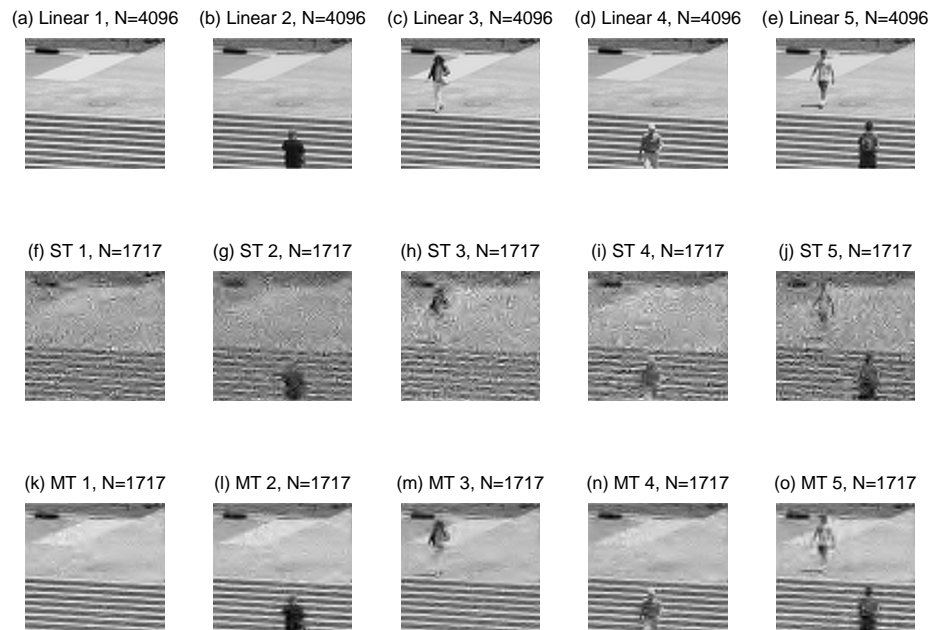 (a) Linear 1, N=4096 (b) Linear 2, N=4096 (c) Linear 3, N=4096 (d) Linear 4, N=4096 (e) Linear 5, N=4096
(f) ST 1, N=1717 (g) ST 2, N=1717 (h) ST 3, N=1717 (i) ST 4, N=1717 (j) ST 5, N=1717
(k) MT 1, N=1717 (l) MT 2, N=1717 (m) MT 3, N=1717 (n) MT 4, N=1717 (o) MT 5, N=1717